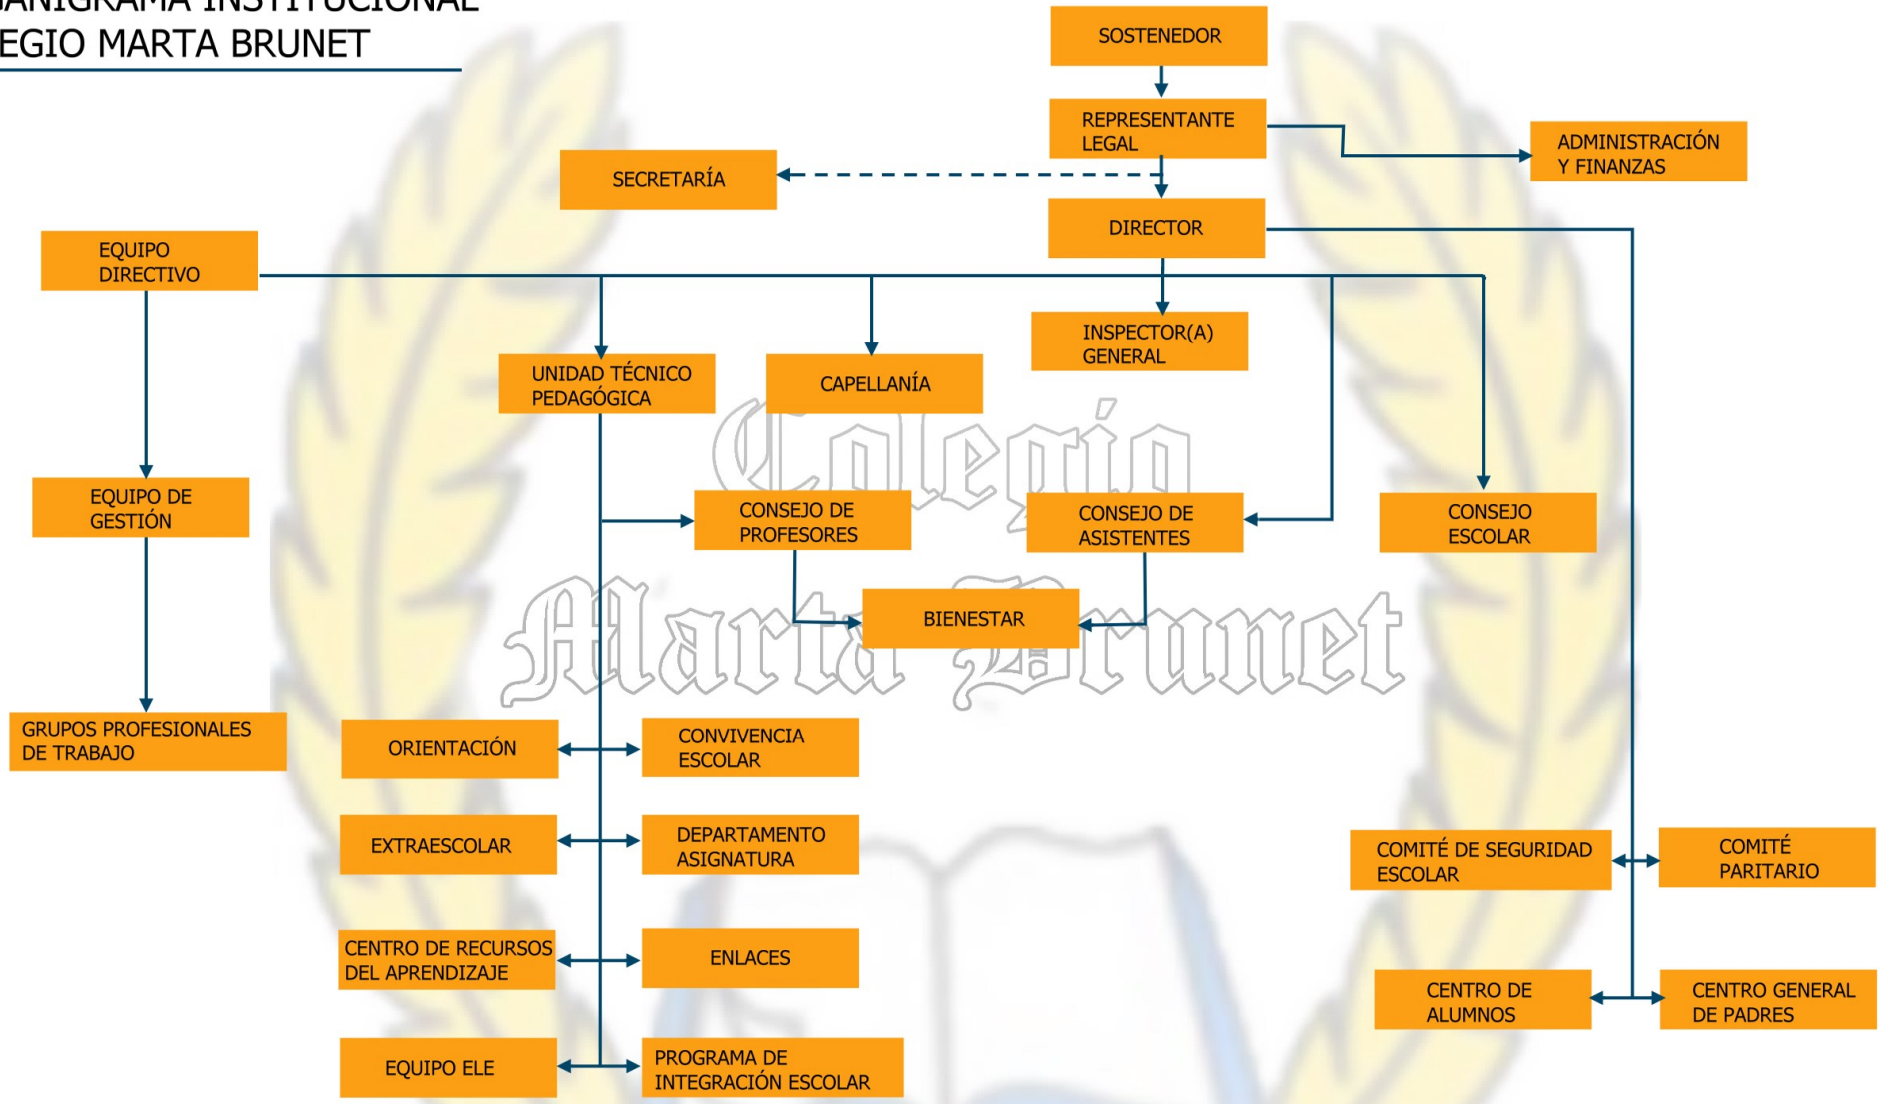 GANIGRAMA INSTITUCIONAL
EGIO MARTA BRUNET
SOSTENEDOR
REPRESENTANTE
LEGAL
ADMINISTRACIÓN
Y FINANZAS
SECRETARÍA
DIRECTOR
EQUIPO
DIRECTIVO
INSPECTOR(A)
GENERAL
UNIDAD TÉCNICO
PEDAGÓGICA
CAPELLANÍA
Colegio
EQUIPO DE
GESTIÓN
CONSEJO DE
PROFESORES
CONSEJO DE
ASISTENTES
CONSEJO
ESCOLAR
BIENESTAR
Marta Brunet
GRUPOS PROFESIONALES
DE TRABAJO
ORIENTACIÓN
CONVIVENCIA
ESCOLAR
EXTRAESCOLAR
DEPARTAMENTO
ASIGNATURA
COMITÉ DE SEGURIDAD
ESCOLAR
COMITÉ
PARITARIO
CENTRO DE RECURSOS
DEL APRENDIZAJE
ENLACES
CENTRO DE
ALUMNOS
CENTRO GENERAL
DE PADRES
EQUIPO ELE
PROGRAMA DE
INTEGRACIÓN ESCOLAR